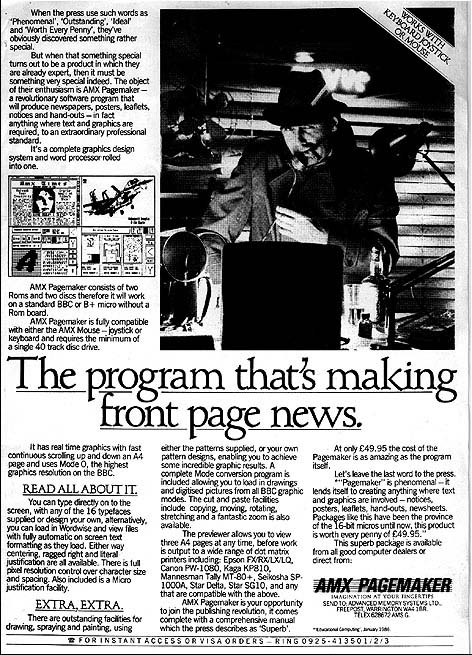 When the press use such words as
'Phenomenal', 'Outstanding', 'Ideal'
and 'Worth Every Penny', they've
obviously discovered something rather
special.
But when that something special
turns out to be a product in which they
are already expert, then it must be
something very special indeed. The object
of their enthusiasm is AMX Pagemaker —
a revolutionary software program that
will produce newspapers, posters, leaflets,
notices and hand-outs — in fact
anything where text and graphics are
required, to an extraordinary professional
standard.
It's a complete graphics design
system and word processor rolled
into one.
WORKS WITH
KEYBOARD, JOYSTICK
OR MOUSE
Amx Times
AMX Pagemaker consists of two
Roms and two discs therefore it will work
on a standard BBC or B+ micro without a
Rom board.
AMX Pagemaker is fully compatible
with either the AMX Mouse — joystick or
keyboard and requires the minimum of
a single 40 track disc drive.
The program that's making
front page news.
It has real time graphics with fast
continuous scrolling up and down an A4
page and uses Mode 0, the highest
graphics resolution on the BBC.
READ ALL ABOUT IT.
You can type directly on to the
screen, with any of the 16 typefaces
supplied or design your own, alternatively,
you can load in Wordwise and view files
with fully automatic on screen text
formatting as they load. Either way
centering, ragged right and literal
justification are all available. There is full
pixel resolution control over character size
and spacing. Also included is a Micro
justification facility.
EXTRA, EXTRA.
There are outstanding facilities for
drawing, spraying and painting, using
either the patterns supplied, or your own
pattern designs, enabling you to achieve
some incredible graphic results. A
complete Mode conversion program is
included allowing you to load in drawings
and digitised pictures from all BBC graphic
modes. The cut and paste facilities
include copying, moving, rotating,
stretching and a fantastic zoom is also
available.
The previewer allows you to view
three A4 pages at any time, before work
is output to a wide range of dot matrix
printers including: Epson FX/RX/LX/LQ,
Canon PW-1080, Kaga KP810,
Mannesman Tally MT-80+, Seikosha SP-
1000A, Star Delta, Star SG10, and any
that are compatible with the above.
AMX Pagemaker is your opportunity
to join the publishing revolution, it comes
complete with a comprehensive manual
which the press describes as 'Superb'.
At only £49.95 the cost of the
Pagemaker is as amazing as the program
itself.
Let's leave the last word to the press.
*"'Pagemaker" is phenomenal — it
lends itself to creating anything where text
and graphics are involved — notices,
posters, leaflets, hand-outs, newsheets.
Packages like this have been the province
of the 16-bit micros until now, this product
is worth every penny of £49.95."
This superb package is available
from all good computer dealers or
direct from:
AMX PAGEMAKER
IMAGINATION AT YOUR FINGERTIPS
SEND TO: ADVANCED MEMORY SYSTEMS LTD.,
FREEPOST, WARRINGTON WA4 1BR.
TELEX 628672 AMS G.
*Educational Computing', January 1986
FOR INSTANT ACCESS OR VISA ORDERS — RING 0925-413501/2/3